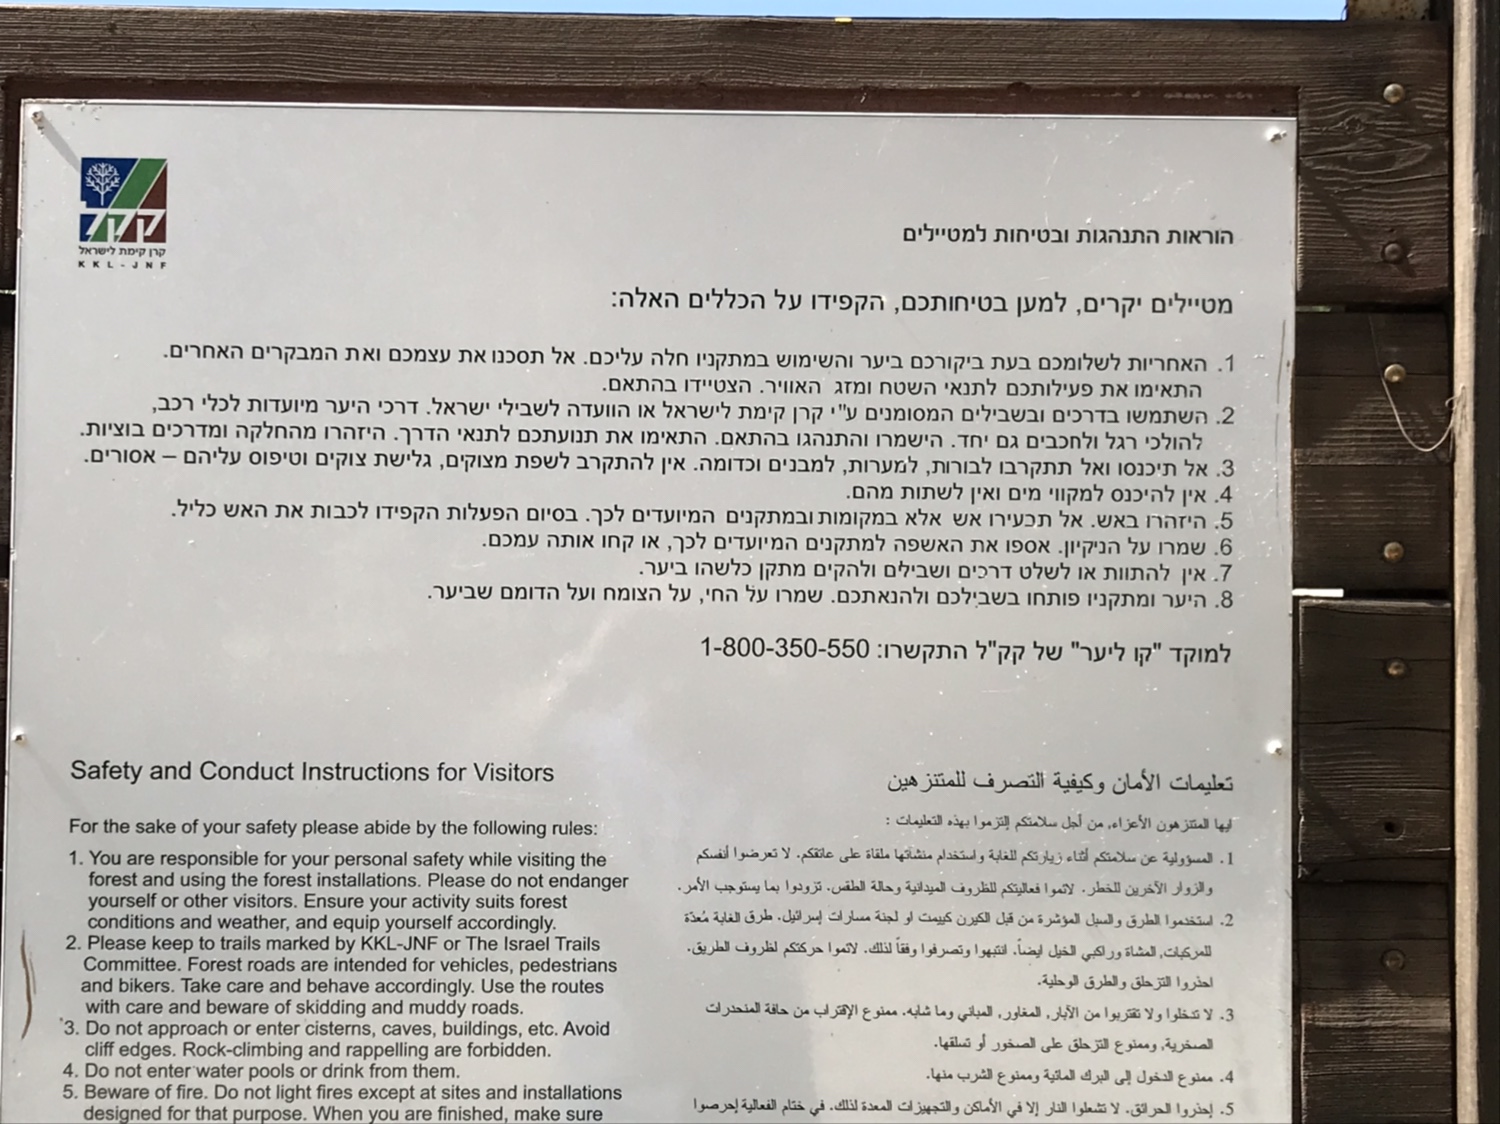 קקל
קרן קימת לישראל
KKL-JNF
הוראות התנהגות ובטיחות למטיילים
מטיילים יקרים, למען בטיחותכם, הקפידו על הכללים האלה:
1. האחריות לשלומכם בעת ביקורכם ביער והשימוש במתקניו חלה עליכם. אל תסכנו את עצמכם ואת המבקרים האחרים.
התאימו את פעילותכם לתנאי השטח ומזג האוויר. הצטיידו בהתאם.
2. השתמשו בדרכים ובשבילים המסומנים ע"י קרן קימת לישראל או הוועדה לשבילי ישראל. דרכי היער מיועדות לכלי רכב,
להולכי רגל ולרוכבים גם יחד. הישמרו והתנהגו בהתאם. התאימו את תנועתכם לתנאי הדרך. היזהרו מהחלקה ומדרכים בוציות.
3. אל תיכנסו ואל תתקרבו לבורות, למערות, למבנים וכדומה. אין להתקרב לשפת מצוקים, גלישת צוקים וטיפוס עליהם – אסורים.
4. אין להיכנס למקווי מים ואין לשתות מהם.
5. היזהרו באש. אל תבעירו אש אלא במקומות ובמתקנים המיועדים לכך. בסיום הפעלות הקפידו לכבות את האש כליל.
6. שמרו על הניקיון. אספו את האשפה למתקנים המיועדים לכך, או קחו אותה עמכם.
7. אין להתוות או לשלט דרכים ושבילים ולהקים מתקן כלשהו ביער.
8. היער ומתקניו פותחו בשבילכם ולהנאתכם. שמרו על החי, על הצומח ועל הדומם שביער.
למוקד "קו ליער" של קק"ל התקשרו: 1-800-350-550
Safety and Conduct Instructions for Visitors
For the sake of your safety please abide by the following rules:
1. You are responsible for your personal safety while visiting the
forest and using the forest installations. Please do not endanger
yourself or other visitors. Ensure your activity suits forest
conditions and weather, and equip yourself accordingly.
2. Please keep to trails marked by KKL-JNF or The Israel Trails
Committee. Forest roads are intended for vehicles, pedestrians
and bikers. Take care and behave accordingly. Use the routes
with care and beware of skidding and muddy roads.
3. Do not approach or enter cisterns, caves, buildings, etc. Avoid
cliff edges. Rock-climbing and rappelling are forbidden.
4. Do not enter water pools or drink from them.
5. Beware of fire. Do not light fires except at sites and installations
designed for that purpose. When you are finished, make sure
تعليمات الأمان وكيفية التصرف للمتنزهين
ايها المتنزهون الأعزاء، من أجل سلامتكم إلتزموا بهذه التعليمات :
1. المسؤولية عن سلامتكم أثناء زيارتكم للغابة واستخدام منشأتها ملقاة على عاتقكم. لا تعرضوا أنفسكم
والزوار الآخرين للخطر. لائموا فعاليتكم للظروف الميدانية وحالة الطقس. تزودوا بما يستوجب الأمر.
2. استخدموا الطرق والسبل المؤشرة من قبل الكيرن كييمت او لجنة مسارات إسرائيل. طرق الغابة مُعدّة
للمركبات، المشاة وراكبي الخيل ايضاً. انتبهوا وتصرفوا وفقاً لذلك. لائموا حركتكم لظروف الطريق.
احذروا التزحلق والطرق الوحلية.
3. لا تدخلوا ولا تقتربوا من الآبار، المغاور، المباني وما شابه. ممنوع الإقتراب من حافة المنحدرات
الصخرية، وممنوع التزحلق على الصخور أو تسلقها.
4. ممنوع الدخول إلى البرك المائية وممنوع الشرب منها.
5. إحذروا الحرائق. لا تشعلوا النار إلا في الأماكن والتجهيزات المعدة لذلك. في ختام الفعالية إحرصوا